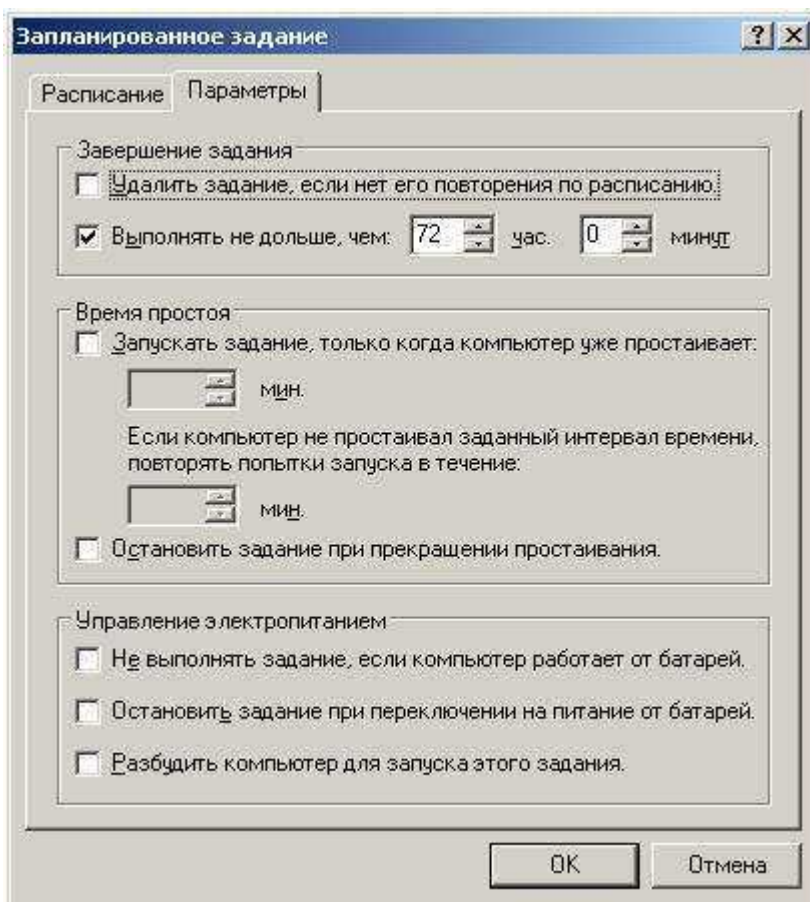 Запланированное задание
Расписание Параметры
Завершение задания
Удалить задание, если нет его повторения по расписанию.
Выполнять не дольше, чем: 72 час. 0 минут
Время простоя
Запускать задание, только когда компьютер уже простаивает:
мин.
Если компьютер не простаивал заданный интервал времени,
повторять попытки запуска в течение:
мин.
Остановить задание при прекращении простаивания.
Управление электропитанием
Не выполнять задание, если компьютер работает от батарей.
Остановить задание при переключении на питание от батарей.
Разбудить компьютер для запуска этого задания.
OK Отмена